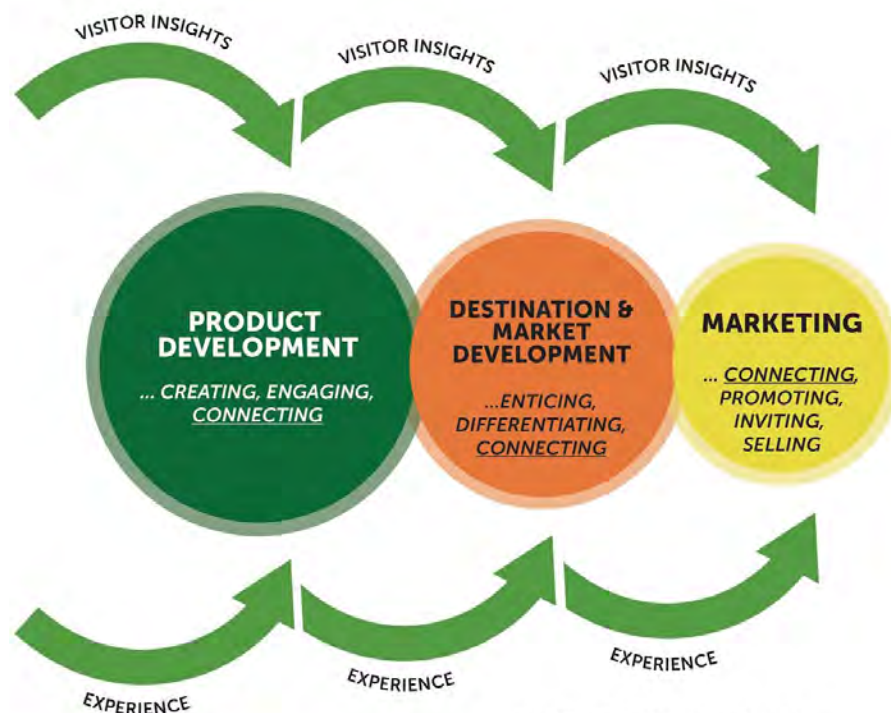 VISITOR INSIGHTS
VISITOR INSIGHTS
VISITOR INSIGHTS
PRODUCT
DEVELOPMENT
... CREATING, ENGAGING,
CONNECTING
DESTINATION &
MARKET
DEVELOPMENT
...ENTICING,
DIFFERENTIATING,
CONNECTING
MARKETING
... CONNECTING,
PROMOTING,
INVITING,
SELLING
EXPERIENCE
EXPERIENCE
EXPERIENCE